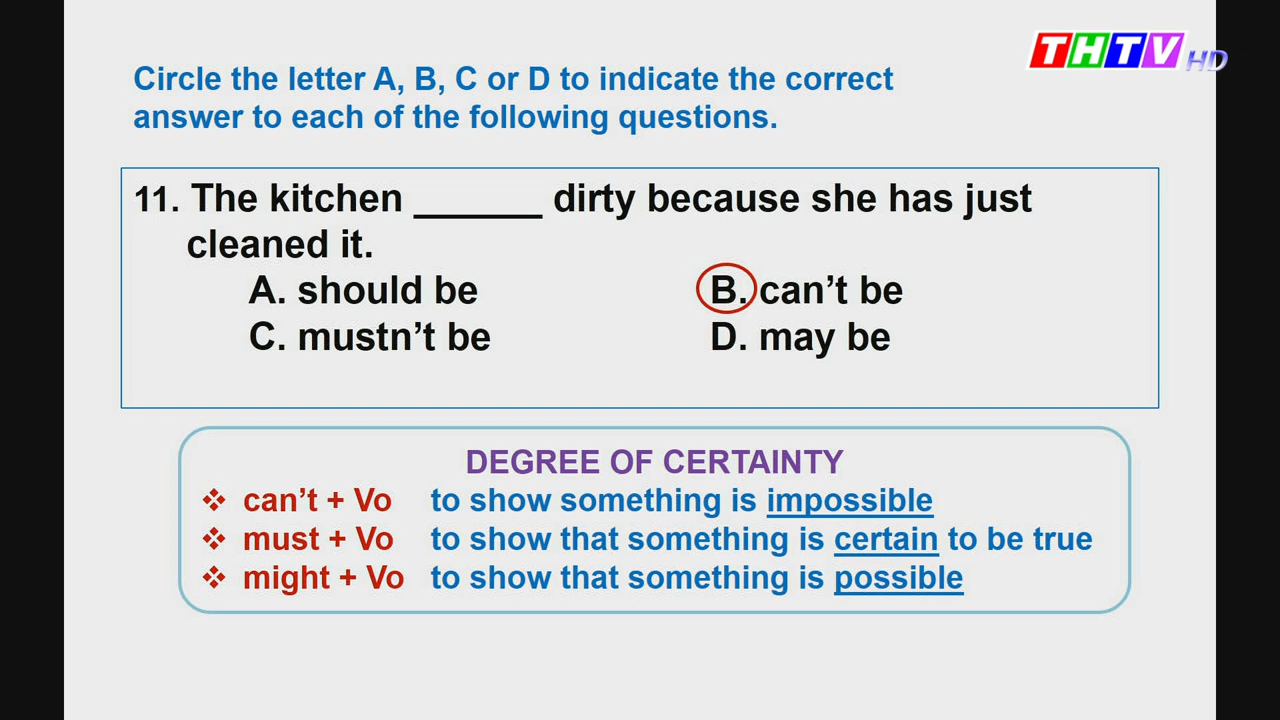 THTV HD
Circle the letter A, B, C or D to indicate the correct
answer to each of the following questions.
11. The kitchen ______ dirty because she has just
cleaned it.
A. should be B. can’t be
C. mustn’t be D. may be
DEGREE OF CERTAINTY
❖ can’t + Vo to show something is impossible
❖ must + Vo to show that something is certain to be true
❖ might + Vo to show that something is possible